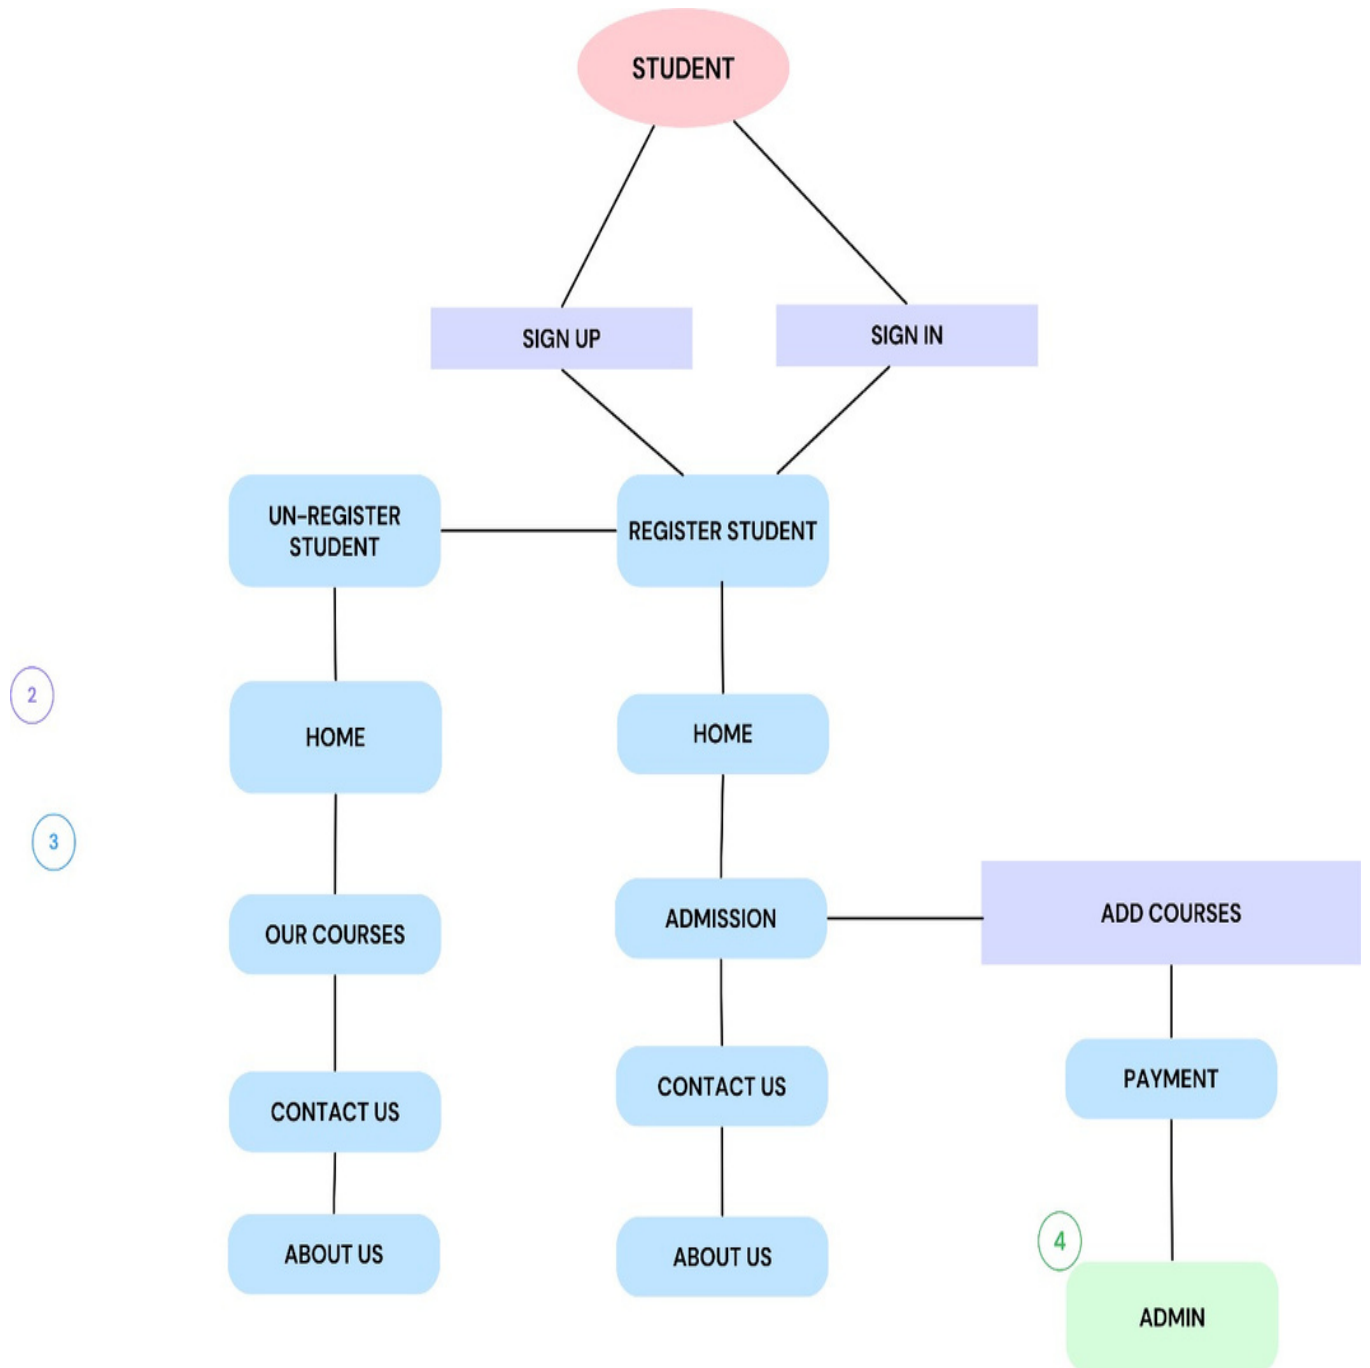 STUDENT
SIGN UP
SIGN IN
UN-REGISTER
STUDENT
REGISTER STUDENT
2
HOME
HOME
3
OUR COURSES
ADMISSION
ADD COURSES
CONTACT US
CONTACT US
PAYMENT
ABOUT US
ABOUT US
4
ADMIN